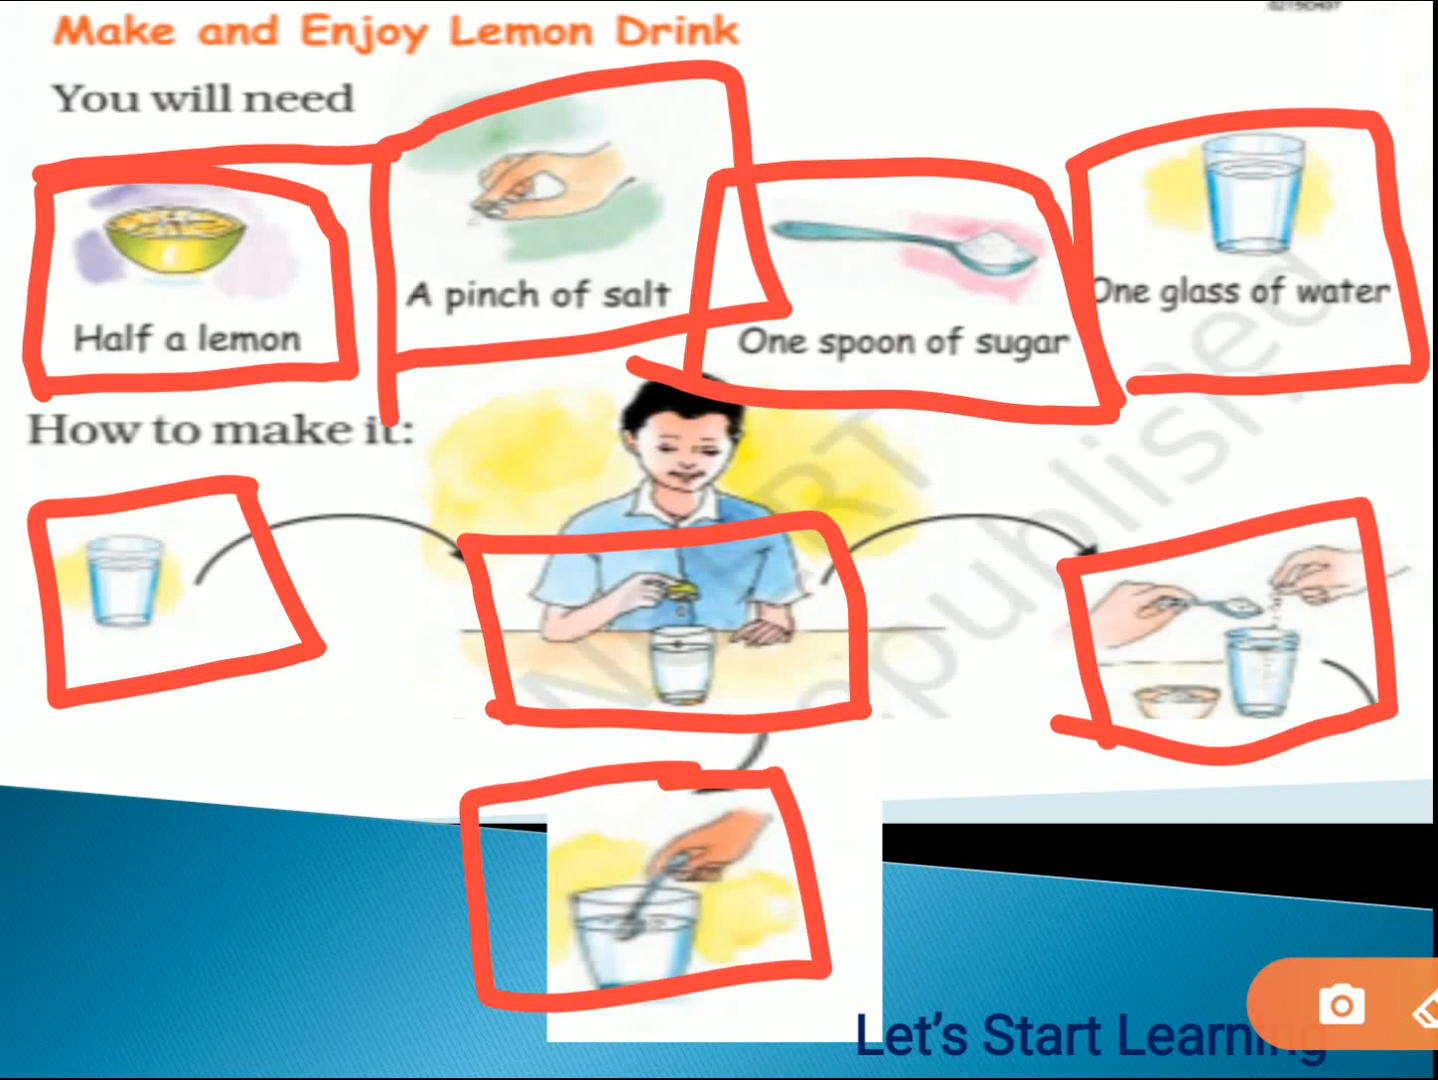 Make and Enjoy Lemon Drink
You will need
A pinch of salt
One glass of water
Half a lemon
One spoon of sugar
How to make it:
published
Let's Start Learning